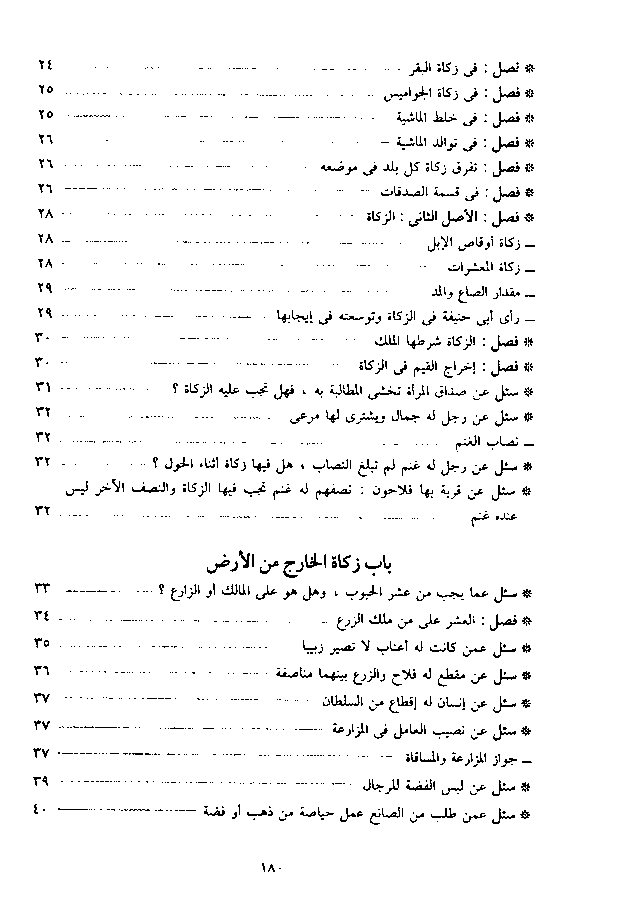 * فصل : فى زكاة البقر ٢٤
* فصل : فى زكاة الجواميس ٢٥
* فصل : فى خلط الماشية ٢٥
* فصل : فى توالد الماشية – ٢٦
* فصل : تفرق زكاة كل بلد فى موضعه ٢٦
* فصل : فى قسمة الصدقات ٢٦
* فصل : الأصل الثانى : الزكاة ٢٨
ـ زكاة أوقاص الإبل ٢٨
ـ زكاة المعشرات ٢٨
ـ مقدار الصاع والمد ٢٩
ـ رأى أبى حنيفة فى الزكاة وتوسعته فى إيجابها ٢٩
* فصل : الزكاة شرطها الملك ٣٠
* فصل : إخراج القيم فى الزكاة ٣٠
* سئل عن صداق المرأة تخشى المطالبة به ، فهل تجب عليه الزكاة ؟ ٣١
* سئل عن رجل له جمال ويشترى لها مرعى ٣٢
ـ نصاب الغنم ٣٢
* سئل عن رجل له غنم لم تبلغ النصاب ، هل فيها زكاة أثناء الحول ؟ ٣٢
* سئل عن قرية بها فلاحون : نصفهم له غنم تجب فيها الزكاة والنصف الآخر ليس
عنده غنم ٣٢
باب زكاة الخارج من الأرض
* سئل عما يجب من عشر الحبوب ، وهل هو على المالك أو الزارع ؟ ٣٣
* فصل : العشر على من ملك الزرع ٣٤
* سئل عمن كانت له أعناب لا تصير زبيبا ٣٥
* سئل عن مقطع له فلاح والزرع بينهما مناصفة ٣٦
* سئل عن إنسان له إقطاع من السلطان ٣٧
* سئل عن نصيب العامل فى المزارعة ٣٧
ـ جواز المزارعة والمساقاة ٣٧
* سئل عن لبس الفضة للرجال ٣٩
* سئل عمن طلب من الصانع عمل حياصة من ذهب أو فضة ٤٠
١٨٠